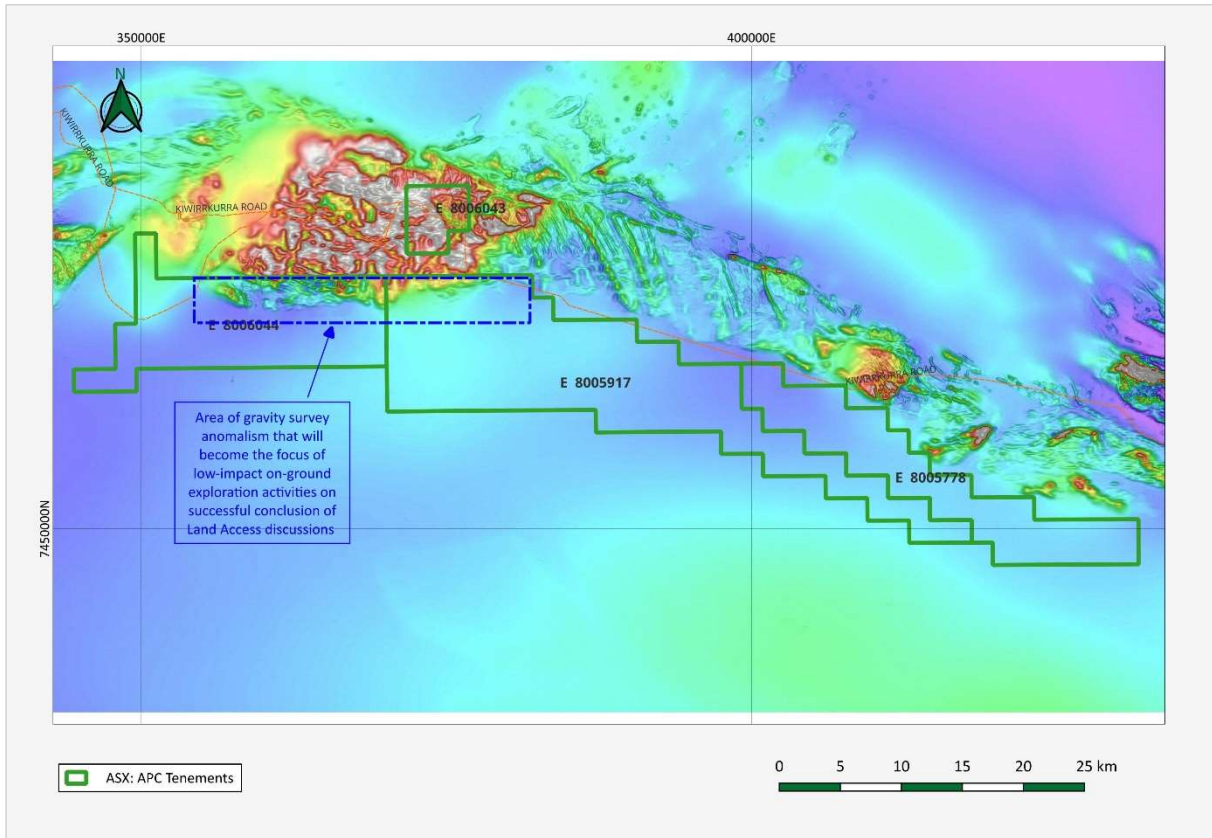 350000E
400000E
N
KIWIRRKURRA ROAD
KIWIRRKURRA ROAD
E 8006043
E 8006044
KIWIRRKURRA ROAD
E 8005917
Area of gravity survey
anomalism that will
become the focus of
low-impact on-ground
exploration activities on
successful conclusion of
Land Access discussions
E 8005778
7450000N
ASX: APC Tenements
0 5 10 15 20 25 km